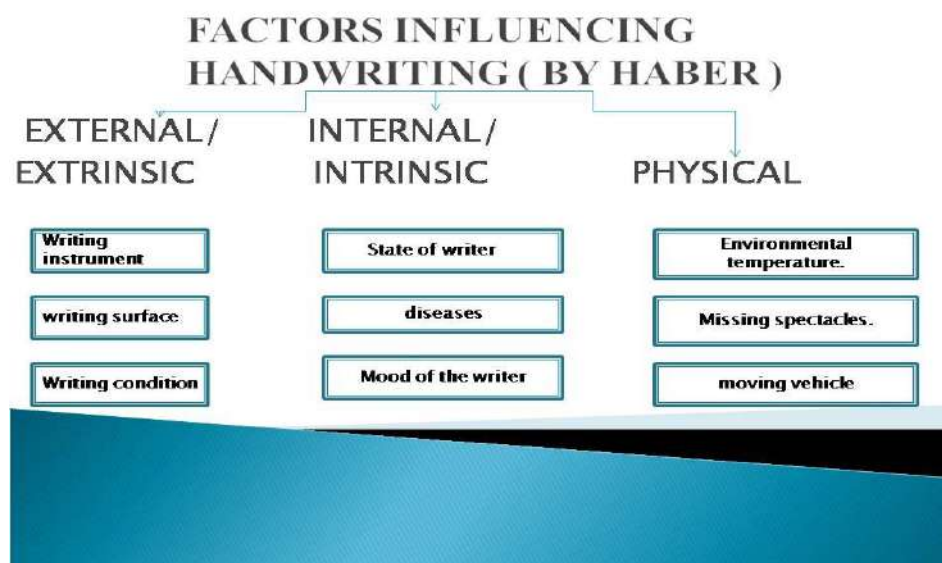 FACTORS INFLUENCING
HANDWRITING ( BY HABER )
EXTERNAL/
EXTRINSIC
Writing
instrument
writing surface
Writing condition
INTERNAL/
INTRINSIC
State of writer
diseases
Mood of the writer
PHYSICAL
Environmental
temperature.
Missing spectacles.
moving vehicle